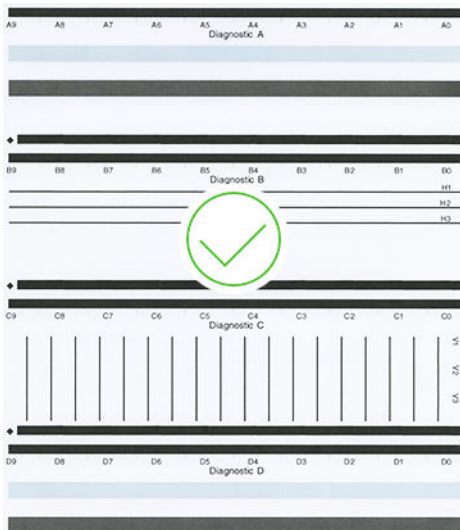 A9 A8 A7 A6 A5 A4 A3 A2 A1 A0
Diagnostic A
B9 B8 B7 B6 B5 B4 B3 B2 B1 B0
Diagnostic B
H1
H2
H3
C9 C8 C7 C6 C5 C4 C3 C2 C1 C0
Diagnostic C
V1
V2
V3
D9 D8 D7 D6 D5 D4 D3 D2 D1 D0
Diagnostic D